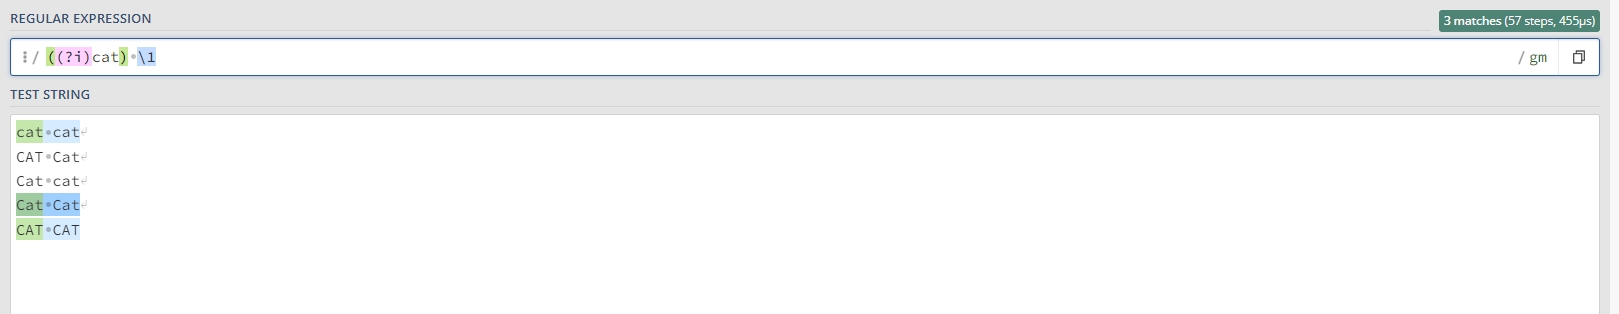 REGULAR EXPRESSION
3 matches (57 steps, 455µs)
/ ((?i)cat)·\1 / gm
TEST STRING
cat·cat↵
CAT·Cat↵
Cat·cat↵
Cat·Cat↵
CAT·CAT